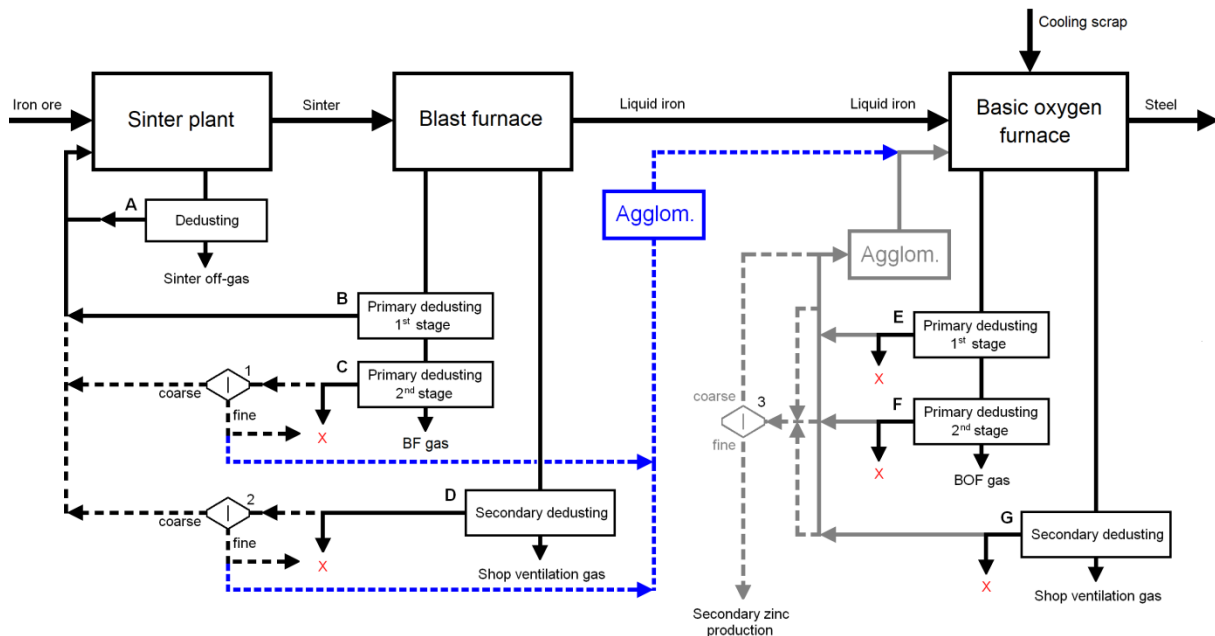 Cooling scrap
Iron ore
Sinter plant
Sinter
Blast furnace
Liquid iron
Liquid iron
Basic oxygen
furnace
Steel
A
Dedusting
Sinter off-gas
Agglom.
Agglom.
B
Primary dedusting
1st stage
E
Primary dedusting
1st stage
X
1
coarse
fine
C
Primary dedusting
2nd stage
X
BF gas
coarse
3
fine
F
Primary dedusting
2nd stage
X
BOF gas
2
coarse
fine
D
Secondary dedusting
X
Shop ventilation gas
G
Secondary dedusting
X
Shop ventilation gas
Secondary zinc
production